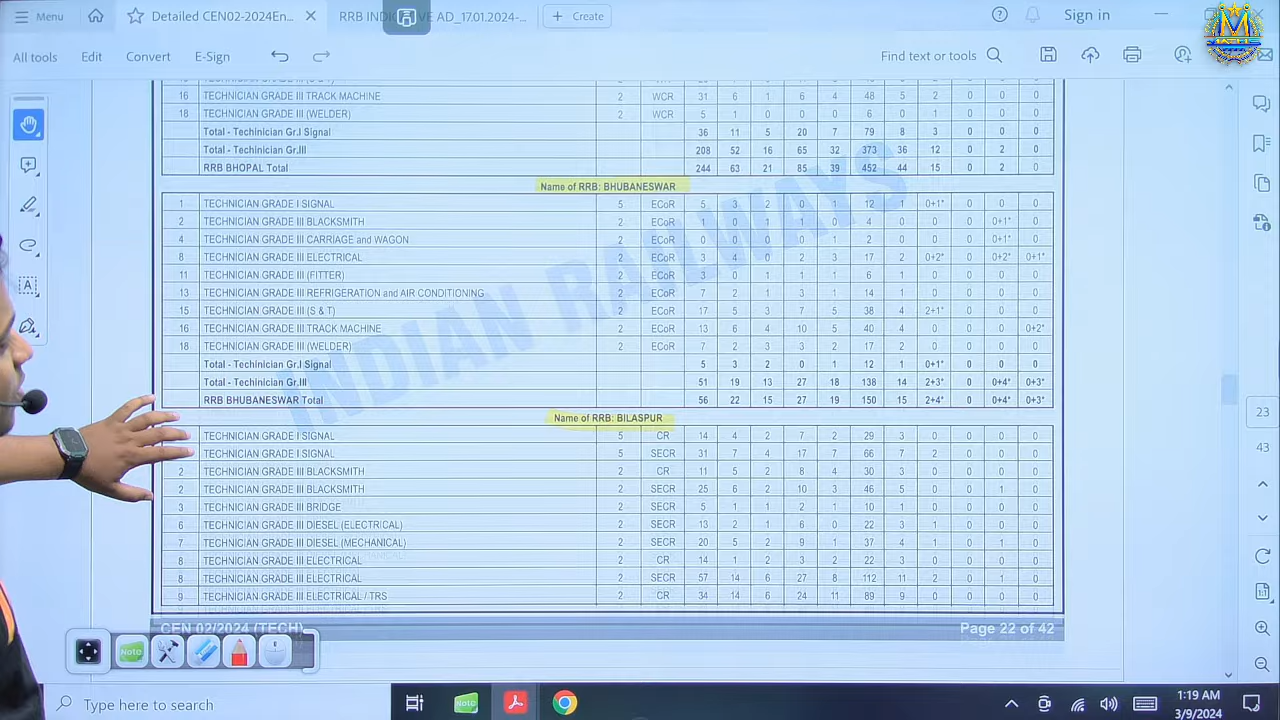 Menu
Detailed CEN02-2024En...
RRB INDIC VE AD_17.01.2024-...
Create
Sign in
All tools Edit Convert E-Sign
Find text or tools
16 TECHNICIAN GRADE III TRACK MACHINE 2 WCR 31 6 1 6 4 48 5 2 0 0 0
18 TECHNICIAN GRADE III (WELDER) 2 WCR 5 1 0 0 0 6 0 1 0 0 0
Total - Techinician Gr.I Signal 36 11 5 20 7 79 8 3 0 0 0
Total - Techinician Gr.III 208 52 16 65 32 373 36 12 0 2 0
RRB BHOPAL Total 244 63 21 85 39 452 44 15 0 2 0
Name of RRB: BHUBANESWAR
1 TECHNICIAN GRADE I SIGNAL 5 ECoR 5 3 2 0 1 12 1 0+1* 0 0 0
2 TECHNICIAN GRADE III BLACKSMITH 2 ECoR 1 0 1 1 0 4 0 0 0 0+1* 0
4 TECHNICIAN GRADE III CARRIAGE and WAGON 2 ECoR 0 0 0 0 1 2 0 0 0 0+1* 0
8 TECHNICIAN GRADE III ELECTRICAL 2 ECoR 3 4 0 2 3 17 2 0+2* 0 0+2* 0+1*
11 TECHNICIAN GRADE III (FITTER) 2 ECoR 3 0 1 1 1 6 1 0 0 0 0
13 TECHNICIAN GRADE III REFRIGERATION and AIR CONDITIONING 2 ECoR 7 2 1 3 1 14 1 0 0 0 0
15 TECHNICIAN GRADE III (S & T) 2 ECoR 17 5 3 7 5 38 4 2+1* 0 0 0
16 TECHNICIAN GRADE III TRACK MACHINE 2 ECoR 13 6 4 10 5 40 4 0 0 0 0+2*
18 TECHNICIAN GRADE III (WELDER) 2 ECoR 7 2 3 3 2 17 2 0 0 0 0
Total - Techinician Gr.I Signal 5 3 2 0 1 12 1 0+1* 0 0 0
Total - Techinician Gr.III 51 19 13 27 18 138 14 2+3* 0 0+4* 0+3*
RRB BHUBANESWAR Total 56 22 15 27 19 150 15 2+4* 0 0+4* 0+3*
INDIAN RAILWAYS
Name of RRB: BILASPUR
TECHNICIAN GRADE I SIGNAL 5 CR 14 4 2 7 2 29 3 0 0 0 0
TECHNICIAN GRADE I SIGNAL 5 SECR 31 7 4 17 7 66 7 2 0 0 0
2 TECHNICIAN GRADE III BLACKSMITH 2 CR 11 5 2 8 4 30 3 0 0 0 0
2 TECHNICIAN GRADE III BLACKSMITH 2 SECR 25 6 2 10 3 46 5 0 0 1 0
3 TECHNICIAN GRADE III BRIDGE 2 SECR 5 1 1 2 1 10 1 0 0 0 0
6 TECHNICIAN GRADE III DIESEL (ELECTRICAL) 2 SECR 13 2 1 6 0 22 3 1 0 0 0
7 TECHNICIAN GRADE III DIESEL (MECHANICAL) 2 SECR 20 5 2 9 1 37 4 1 0 1 0
8 TECHNICIAN GRADE III ELECTRICAL 2 CR 14 1 2 3 2 22 3 0 0 0 0
8 TECHNICIAN GRADE III ELECTRICAL 2 SECR 57 14 6 27 8 112 11 2 0 1 0
9 TECHNICIAN GRADE III ELECTRICAL / TRS 2 CR 34 14 6 24 11 89 9 0 0 0 0
CEN 02/2024 (TECH) Page 22 of 42
23
43
Note
Type here to search
Note
1:19 AM
3/9/2024